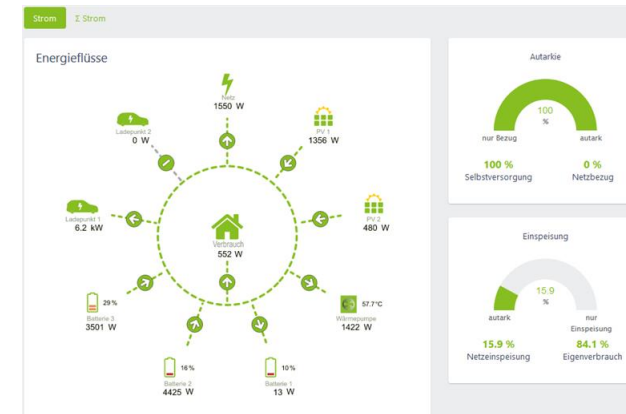 Strom
Σ Strom
Energieflüsse
Netz
1550 W
Ladepunkt 2
0 W
PV 1
1356 W
Ladepunkt 1
6.2 kW
PV 2
480 W
Verbrauch
552 W
29 %
Batterie 3
3501 W
57.7°C
Wärmepumpe
1422 W
16 %
Batterie 2
4425 W
10 %
Batterie 1
13 W
Autarkie
100
%
nur Bezug
autark
100 %
Selbstversorgung
0 %
Netzbezug
Einspeisung
15.9
%
autark
nur
Einspeisung
15.9 %
Netzeinspeisung
84.1 %
Eigenverbrauch